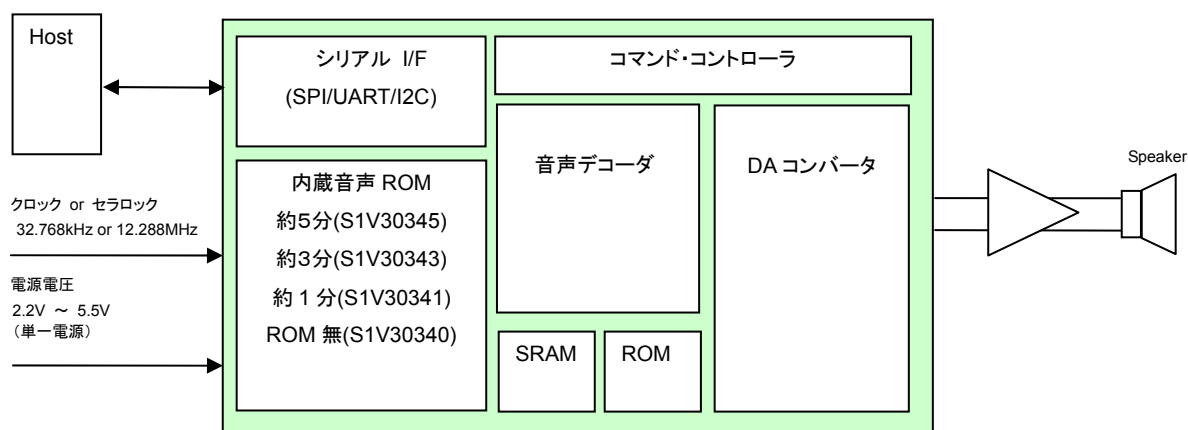 Host
シリアル I/F
(SPI/UART/I2C)
コマンド・コントローラ
音声デコーダ
DA コンバータ
Speaker
内蔵音声 ROM
約5分(S1V30345)
約3分(S1V30343)
約 1 分(S1V30341)
ROM 無(S1V30340)
クロック or セラロック
32.768kHz or 12.288MHz
電源電圧
2.2V ～ 5.5V
（単一電源）
SRAM
ROM